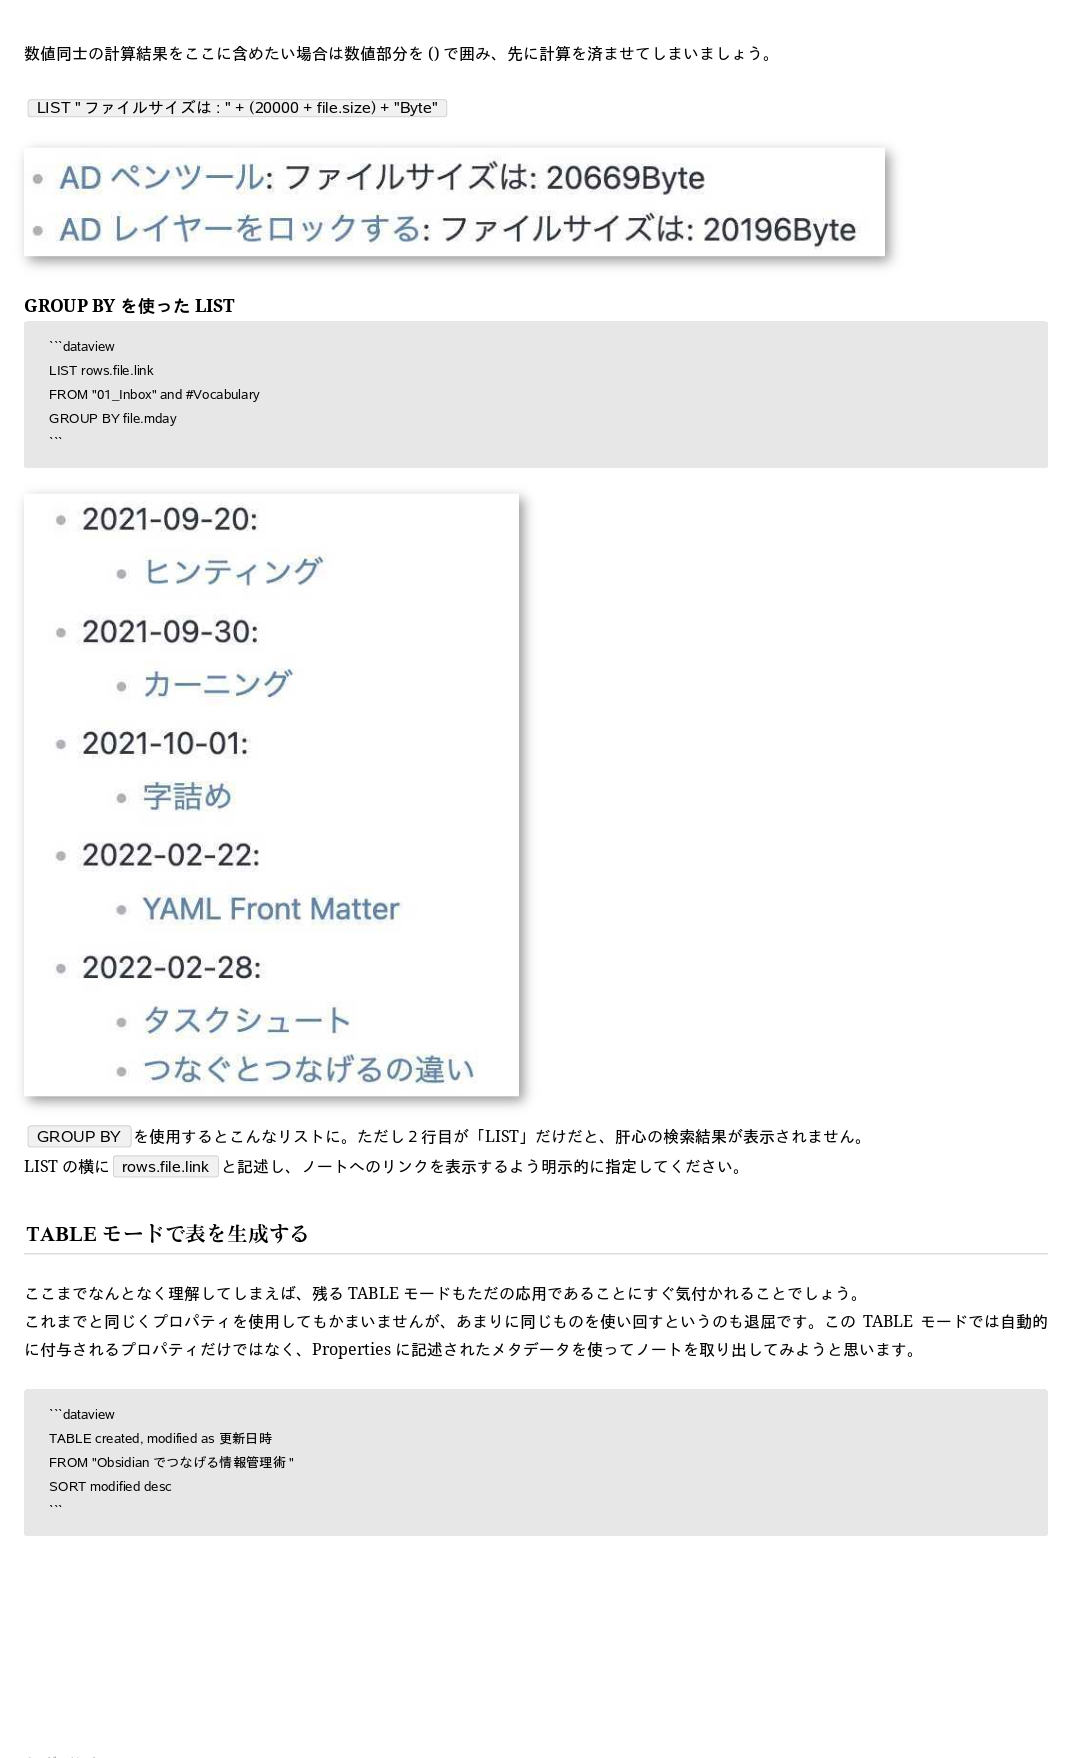 数値同士の計算結果をここに含めたい場合は数値部分を () で囲み、先に計算を済ませてしまいましょう。
LIST " ファイルサイズは : " + (20000 + file.size) + "Byte"
AD ペンツール: ファイルサイズは: 20669Byte
AD レイヤーをロックする: ファイルサイズは: 20196Byte
GROUP BY を使った LIST
```dataview
LIST rows.file.link
FROM "01_Inbox" and #Vocabulary
GROUP BY file.mday
```
2021-09-20:
ヒンティング
2021-09-30:
カーニング
2021-10-01:
字詰め
2022-02-22:
YAML Front Matter
2022-02-28:
タスクシュート
つなぐとつなげるの違い
GROUP BY を使用するとこんなリストに。ただし 2 行目が「LIST」だけだと、肝心の検索結果が表示されません。
LIST の横に rows.file.link と記述し、ノートへのリンクを表示するよう明示的に指定してください。
TABLE モードで表を生成する
ここまでなんとなく理解してしまえば、残る TABLE モードもただの応用であることにすぐ気付かれることでしょう。
これまでと同じくプロパティを使用してもかまいませんが、あまりに同じものを使い回すというのも退屈です。この TABLE モードでは自動的
に付与されるプロパティだけではなく、Properties に記述されたメタデータを使ってノートを取り出してみようと思います。
```dataview
TABLE created, modified as 更新日時
FROM "Obsidian でつなげる情報管理術 "
SORT modified desc
```